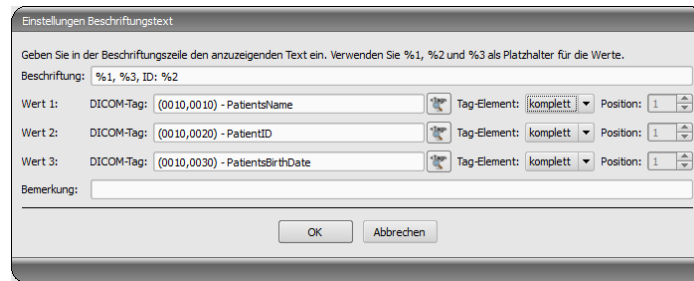 Einstellungen Beschriftungstext
Geben Sie in der Beschriftungszeile den anzuzeigenden Text ein. Verwenden Sie %1, %2 und %3 als Platzhalter für die Werte.
Beschriftung: %1, %3, ID: %2
Wert 1: DICOM-Tag: (0010,0010) - PatientsName Tag-Element: komplett Position: 1
Wert 2: DICOM-Tag: (0010,0020) - PatientID Tag-Element: komplett Position: 1
Wert 3: DICOM-Tag: (0010,0030) - PatientsBirthDate Tag-Element: komplett Position: 1
Bemerkung:
OK Abbrechen